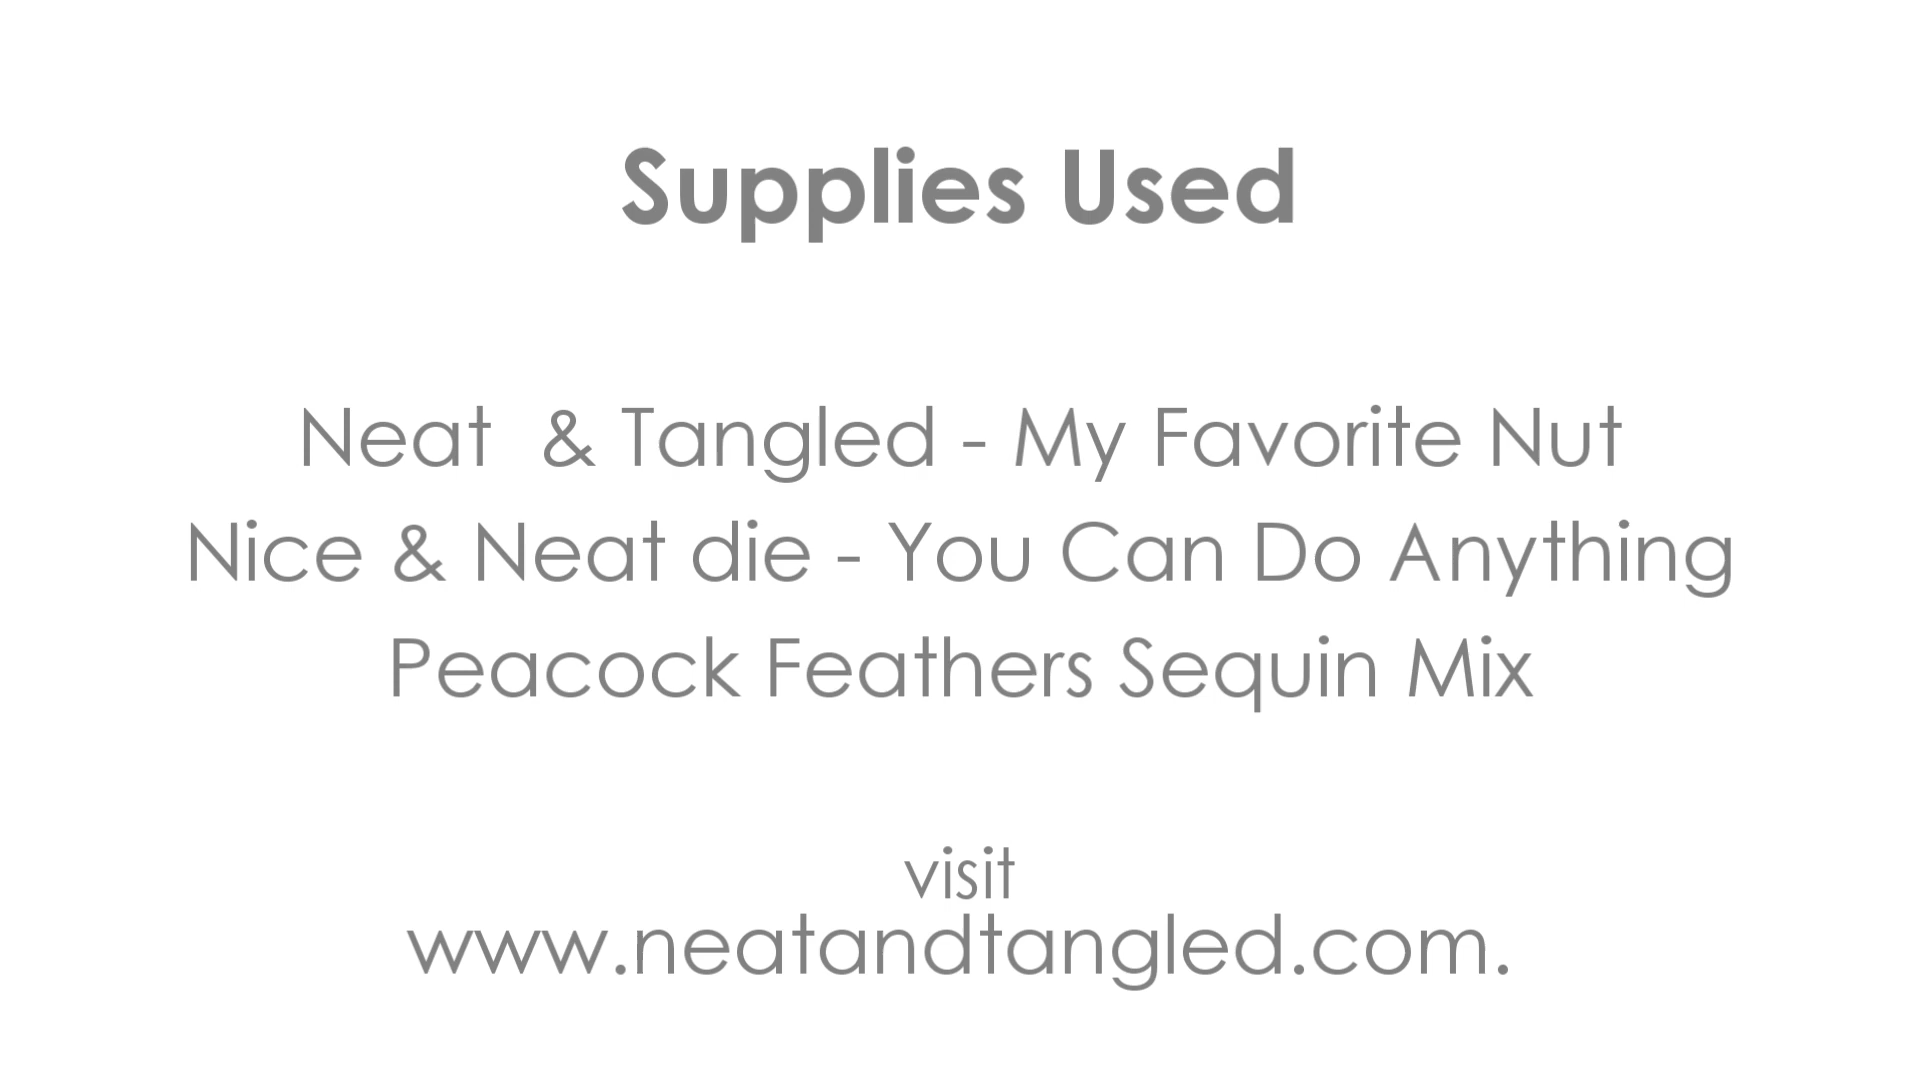 Supplies Used
Neat  & Tangled - My Favorite Nut
Nice & Neat die - You Can Do Anything
Peacock Feathers Sequin Mix
visit
www.neatandtangled.com.